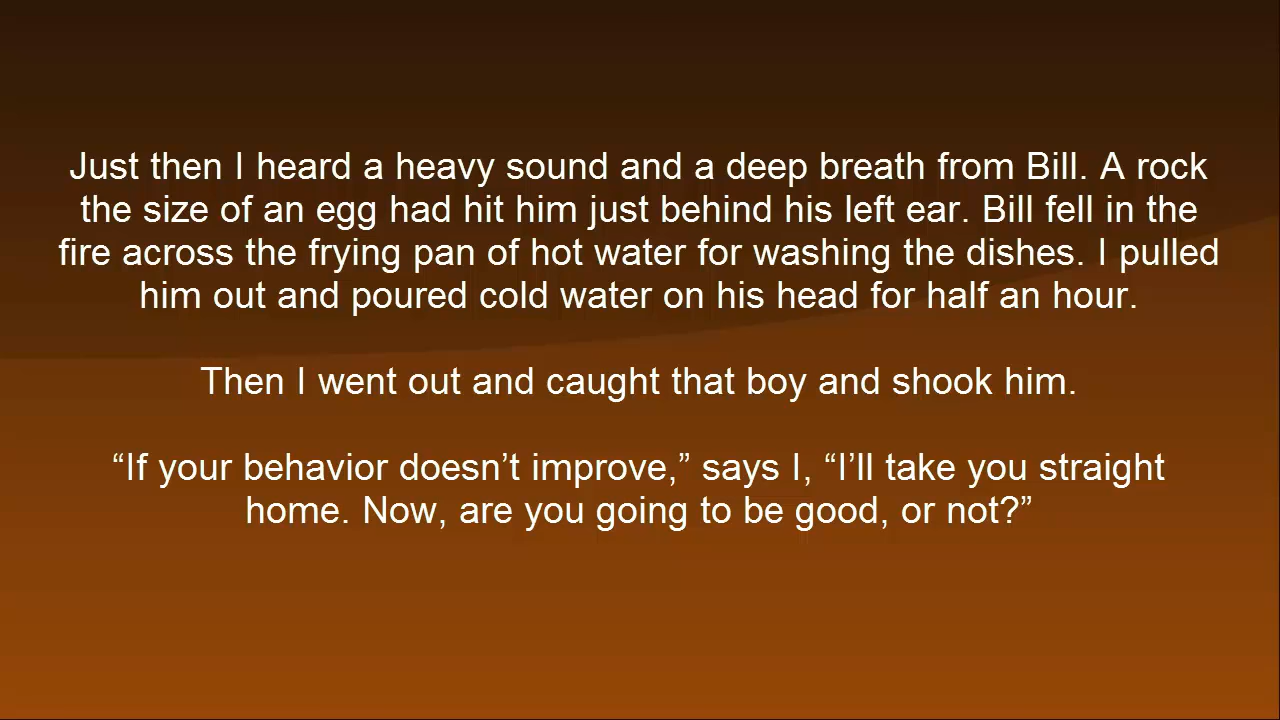 Just then I heard a heavy sound and a deep breath from Bill. A rock
the size of an egg had hit him just behind his left ear. Bill fell in the
fire across the frying pan of hot water for washing the dishes. I pulled
him out and poured cold water on his head for half an hour.
Then I went out and caught that boy and shook him.
“If your behavior doesn’t improve,” says I, “I’ll take you straight
home. Now, are you going to be good, or not?”